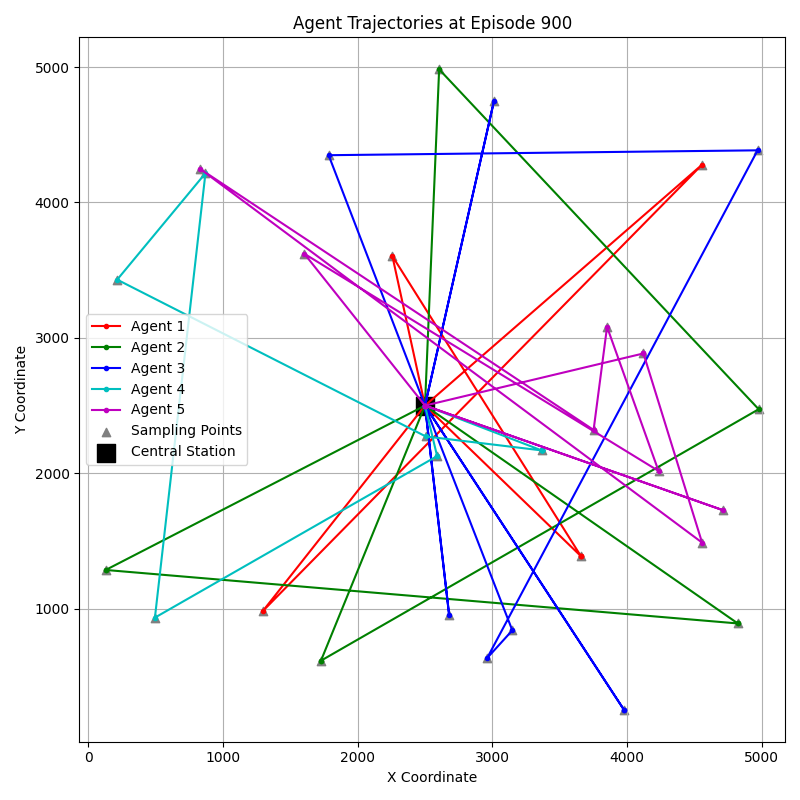 Agent Trajectories at Episode 900
5000
4000
3000
2000
1000
Y Coordinate
Agent 1
Agent 2
Agent 3
Agent 4
Agent 5
Sampling Points
Central Station
0 1000 2000 3000 4000 5000
X Coordinate